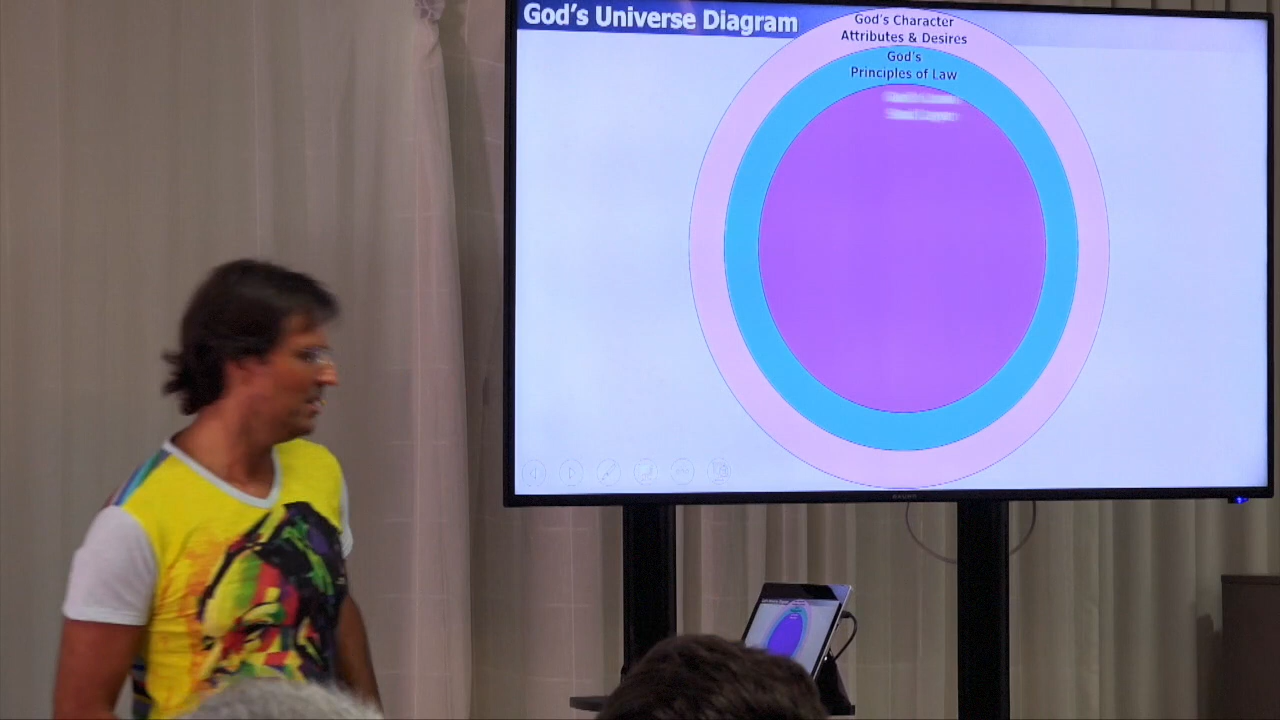 God's Universe Diagram
God's Character
Attributes & Desires
God's
Principles of Law